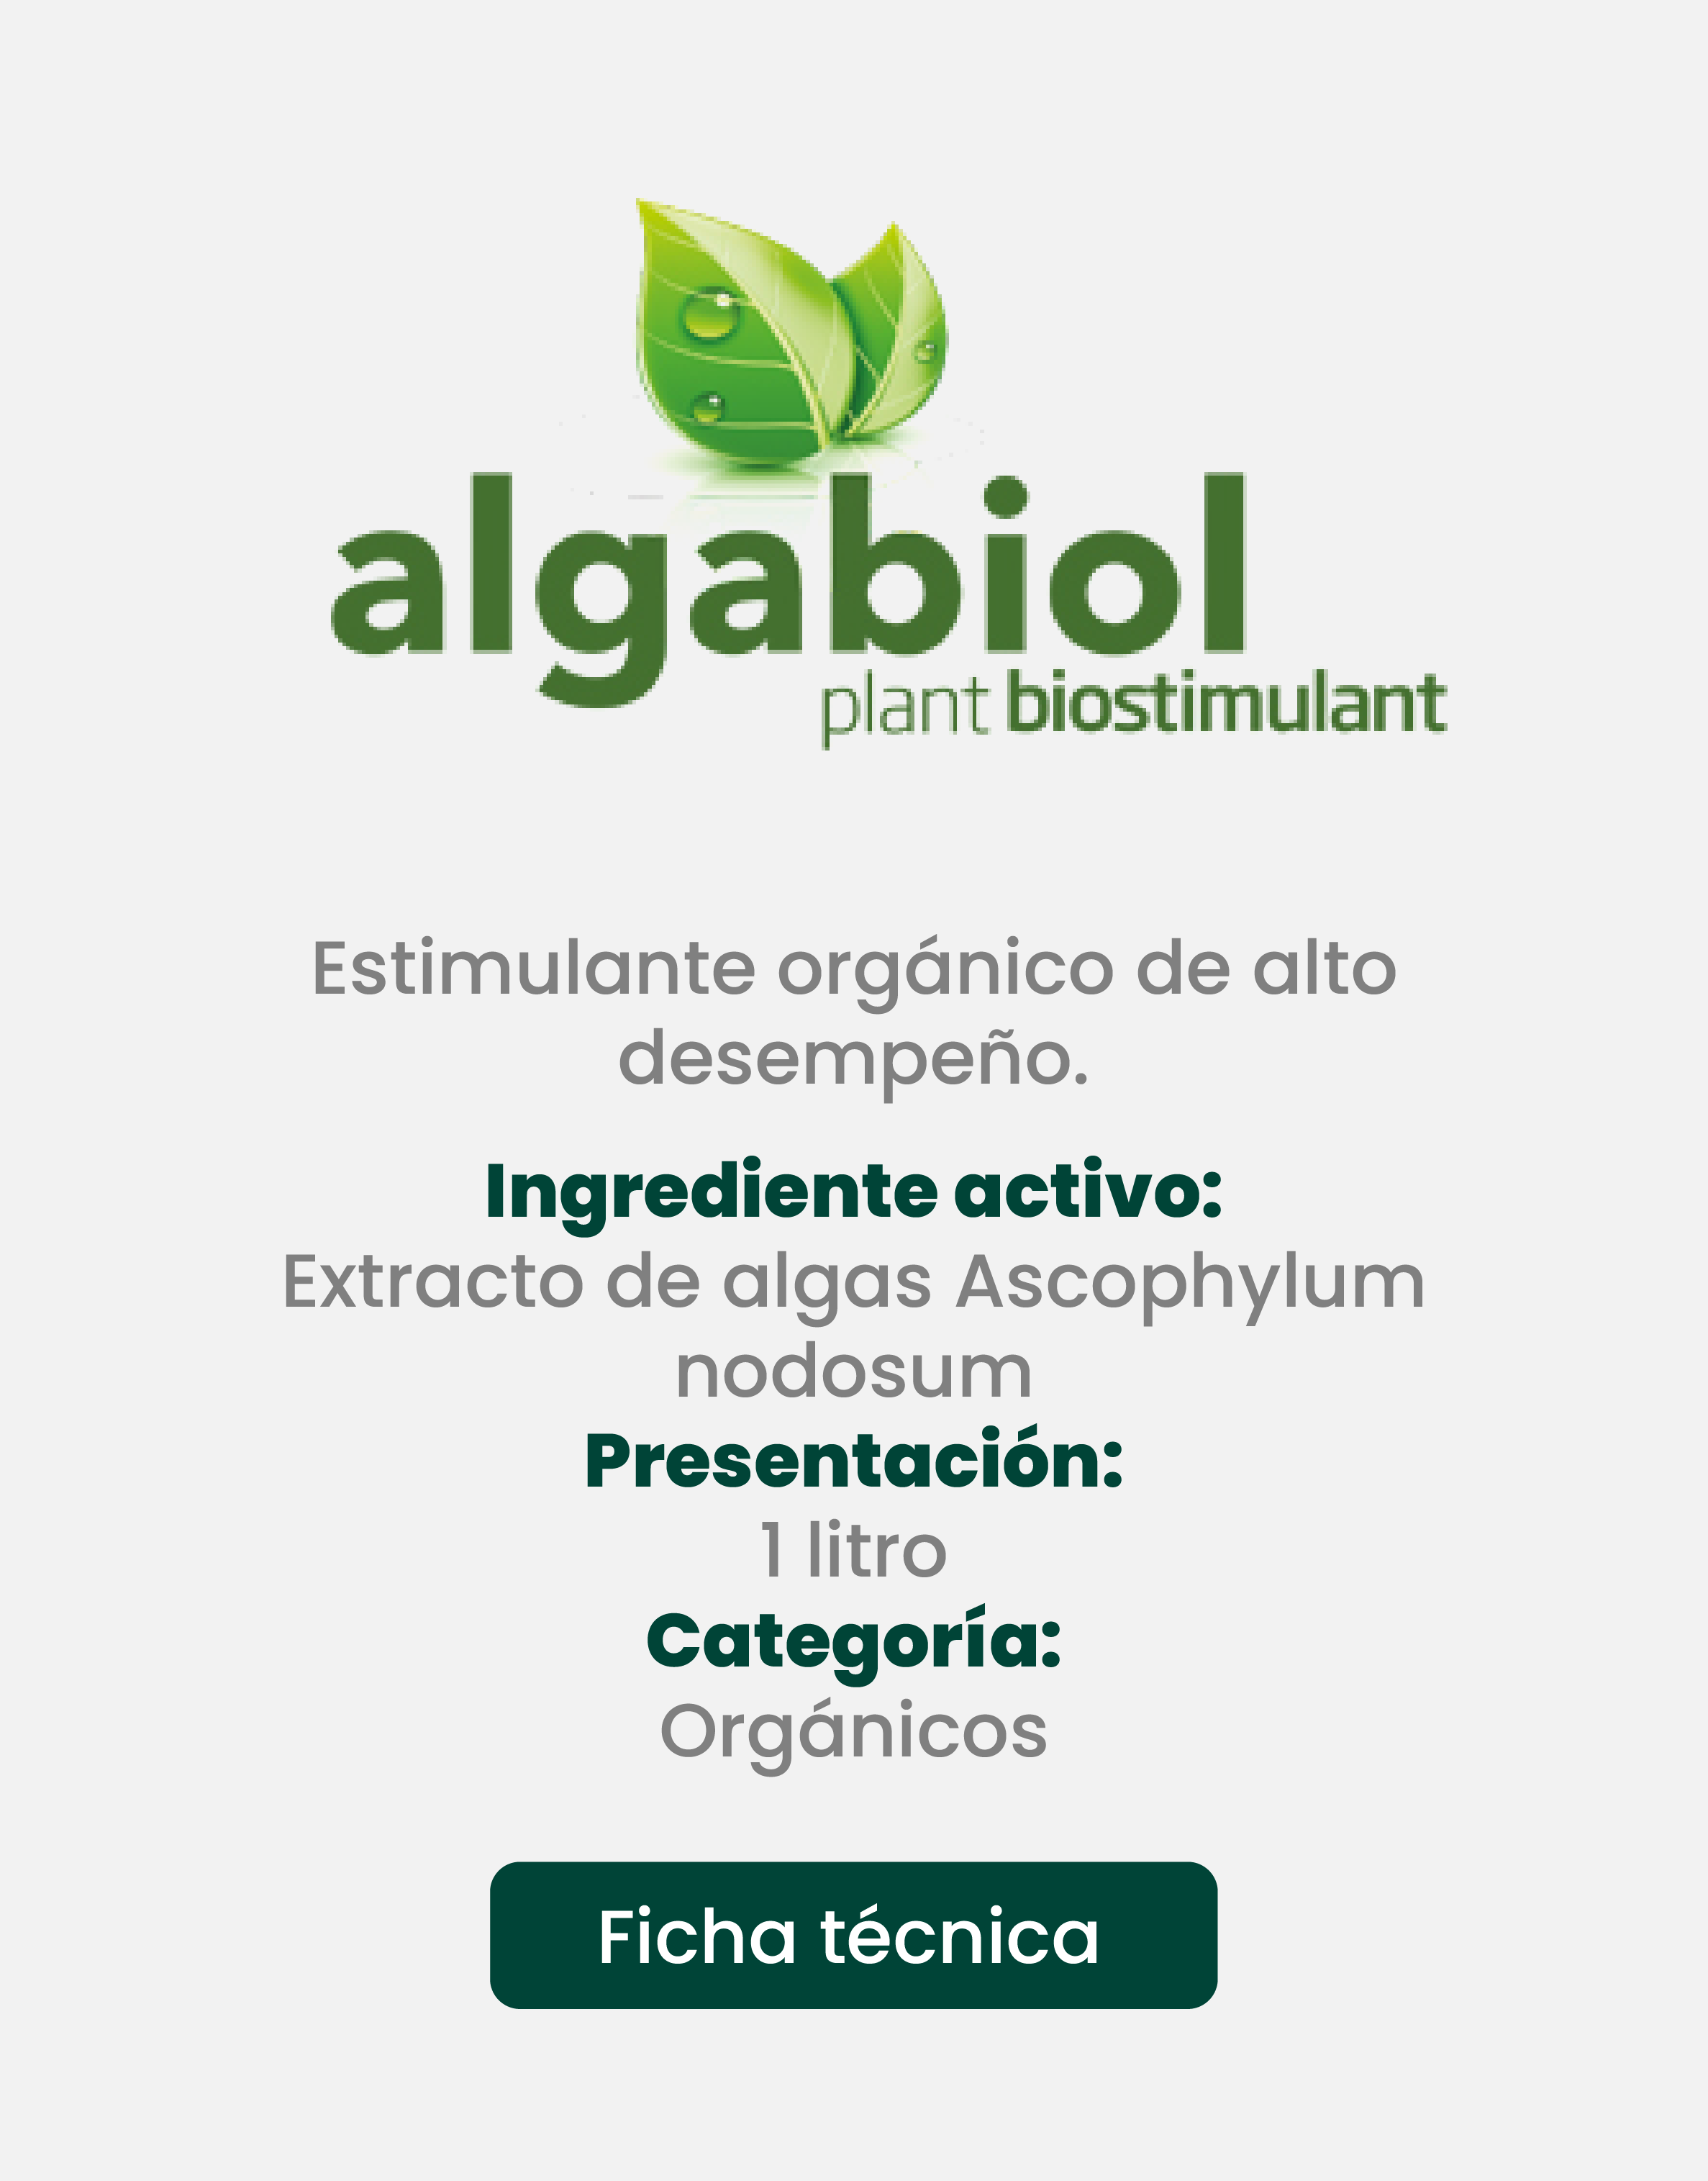 algabiol
plant biostimulant
Estimulante orgánico de alto
desempeño.
Ingrediente activo:
Extracto de algas Ascophylum
nodosum
Presentación:
1 litro
Categoría:
Orgánicos
Ficha técnica